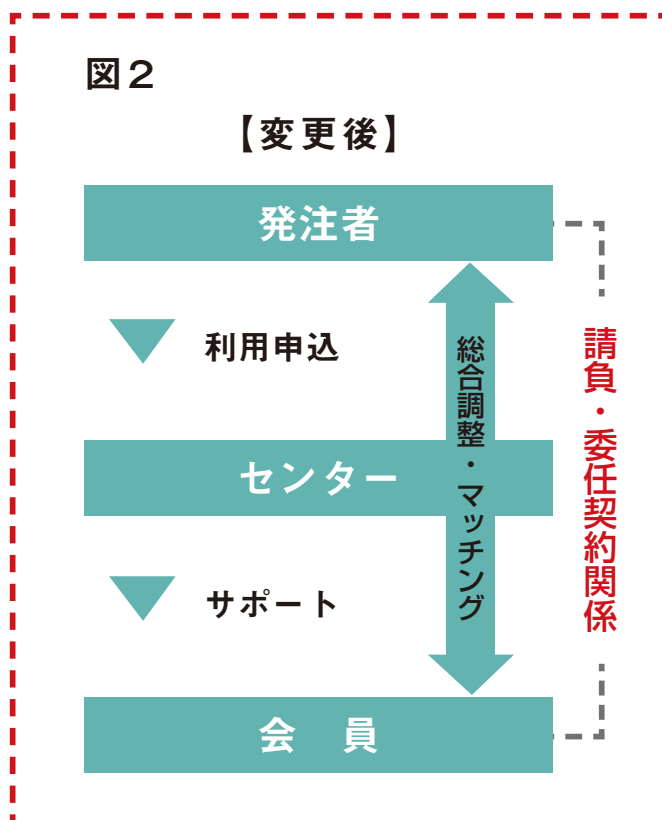 図２
【変更後】
発注者
利用申込
総合調整・マッチング
請負・委任契約関係
センター
サポート
会　員